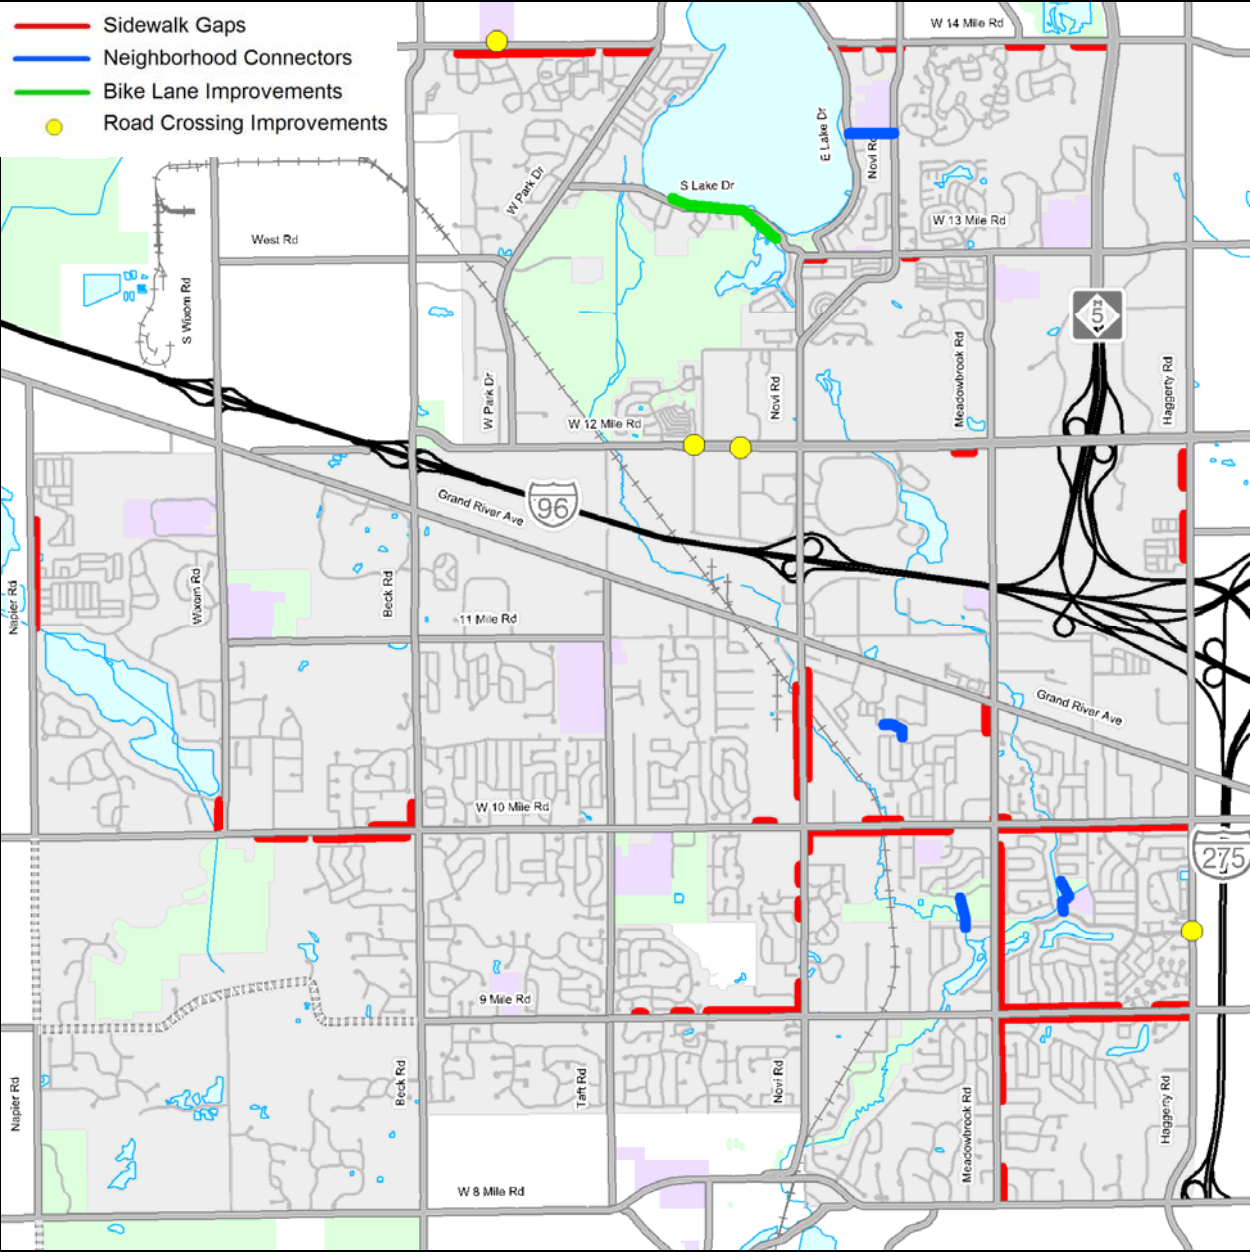 Sidewalk Gaps
Neighborhood Connectors
Bike Lane Improvements
Road Crossing Improvements
W 14 Mile Rd
E Lake Dr
Novi Rd
W Park Dr
S Lake Dr
W 13 Mile Rd
West Rd
S Wixom Rd
M
5
Meadowbrook Rd
Haggerty Rd
W Park Dr
Novi Rd
W 12 Mile Rd
96
Grand River Ave
Napier Rd
Wixom Rd
Beck Rd
11 Mile Rd
Grand River Ave
W 10 Mile Rd
275
9 Mile Rd
Napier Rd
Beck Rd
Taft Rd
Novi Rd
Meadowbrook Rd
Haggerty Rd
W 8 Mile Rd